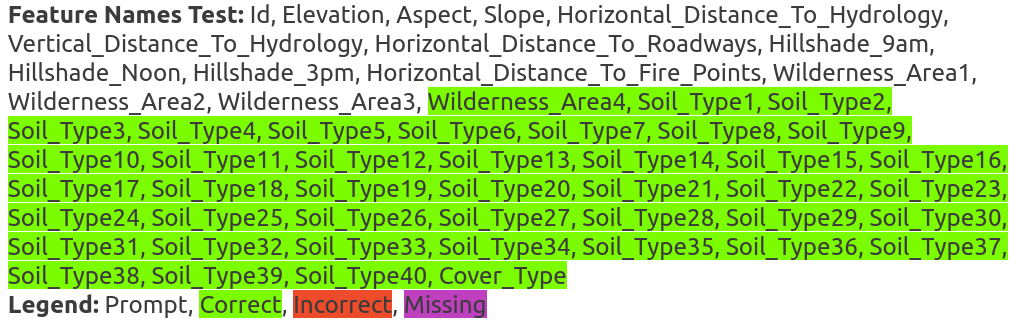 Feature Names Test: Id, Elevation, Aspect, Slope, Horizontal_Distance_To_Hydrology,
Vertical_Distance_To_Hydrology, Horizontal_Distance_To_Roadways, Hillshade_9am,
Hillshade_Noon, Hillshade_3pm, Horizontal_Distance_To_Fire_Points, Wilderness_Area1,
Wilderness_Area2, Wilderness_Area3, Wilderness_Area4, Soil_Type1, Soil_Type2,
Soil_Type3, Soil_Type4, Soil_Type5, Soil_Type6, Soil_Type7, Soil_Type8, Soil_Type9,
Soil_Type10, Soil_Type11, Soil_Type12, Soil_Type13, Soil_Type14, Soil_Type15, Soil_Type16,
Soil_Type17, Soil_Type18, Soil_Type19, Soil_Type20, Soil_Type21, Soil_Type22, Soil_Type23,
Soil_Type24, Soil_Type25, Soil_Type26, Soil_Type27, Soil_Type28, Soil_Type29, Soil_Type30,
Soil_Type31, Soil_Type32, Soil_Type33, Soil_Type34, Soil_Type35, Soil_Type36, Soil_Type37,
Soil_Type38, Soil_Type39, Soil_Type40, Cover_Type
Legend: Prompt, Correct, Incorrect, Missing